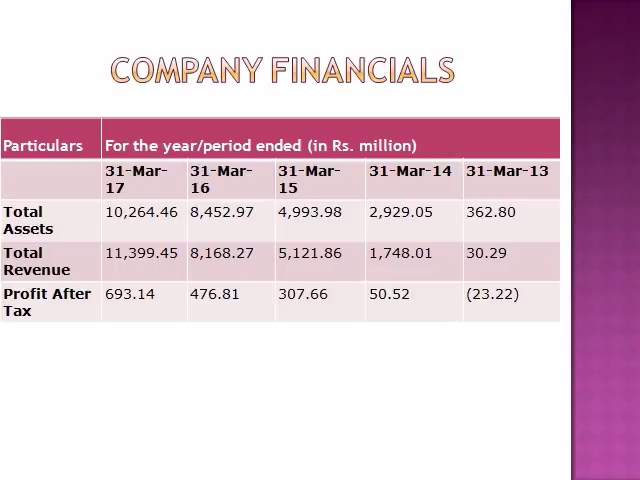 COMPANY FINANCIALS
Particulars For the year/period ended (in Rs. million)
31-Mar-17 31-Mar-16 31-Mar-15 31-Mar-14 31-Mar-13
Total Assets 10,264.46 8,452.97 4,993.98 2,929.05 362.80
Total Revenue 11,399.45 8,168.27 5,121.86 1,748.01 30.29
Profit After Tax 693.14 476.81 307.66 50.52 (23.22)